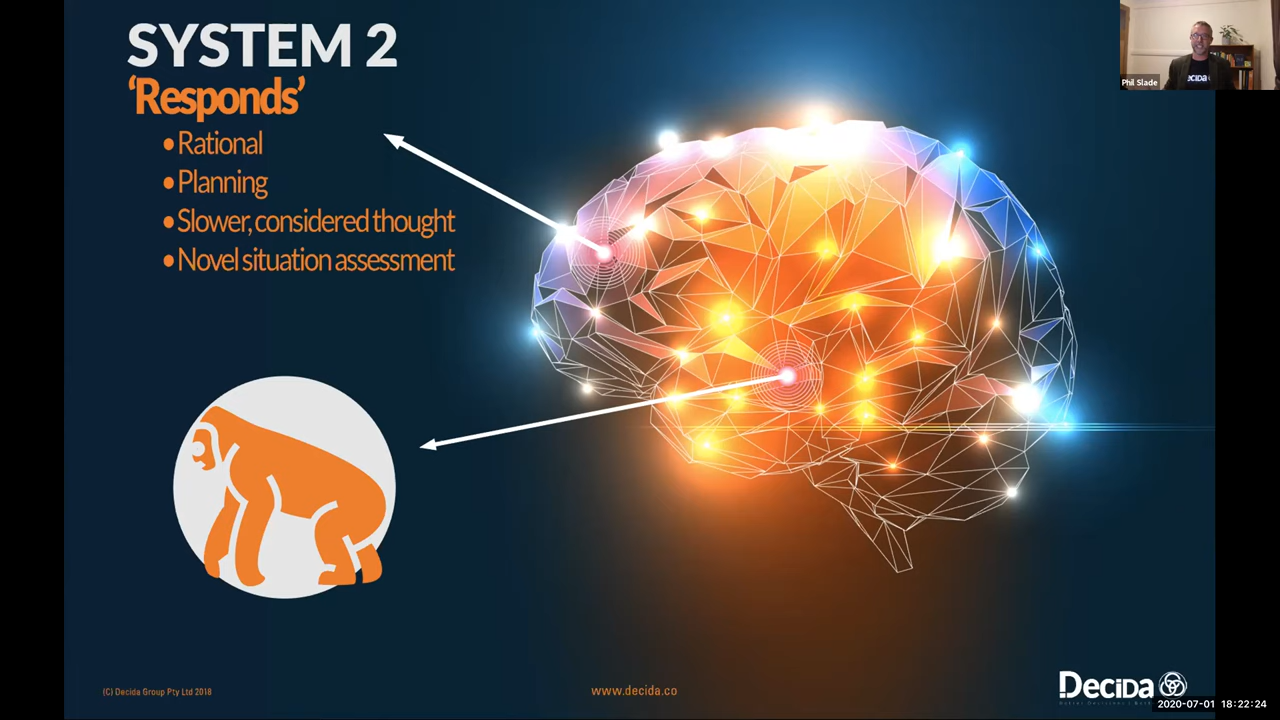 SYSTEM 2
‘Responds’
• Rational
• Planning
• Slower, considered thought
• Novel situation assessment
Phil Slade
(C) Decida Group Pty Ltd 2018
www.decida.co
Decida
2020-07-01 18:22:24